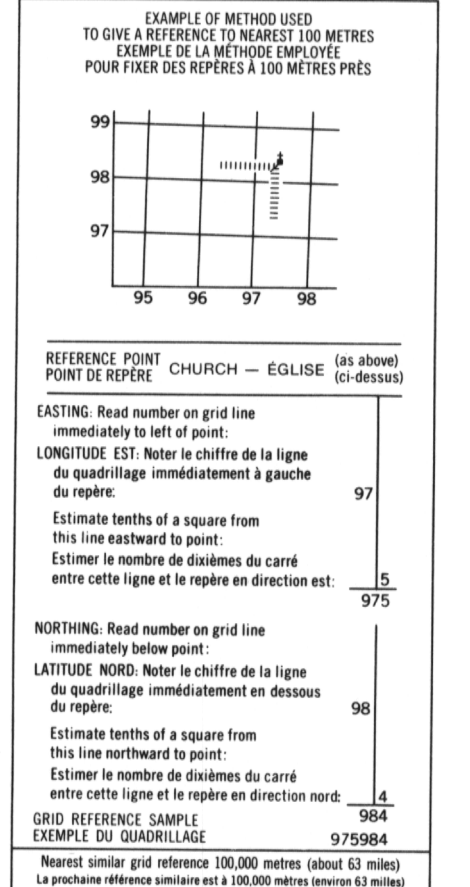 EXAMPLE OF METHOD USED
TO GIVE A REFERENCE TO NEAREST 100 METRES
EXEMPLE DE LA MÉTHODE EMPLOYÉE
POUR FIXER DES REPÈRES À 100 MÈTRES PRÈS
99
98
97
95 96 97 98
REFERENCE POINT
POINT DE REPÈRE CHURCH — ÉGLISE (as above)
(ci-dessus)
EASTING: Read number on grid line
immediately to left of point:
LONGITUDE EST: Noter le chiffre de la ligne
du quadrillage immédiatement à gauche
du repère: 97
Estimate tenths of a square from
this line eastward to point:
Estimer le nombre de dixièmes du carré
entre cette ligne et le repère en direction est: 5
975
NORTHING: Read number on grid line
immediately below point:
LATITUDE NORD: Noter le chiffre de la ligne
du quadrillage immédiatement en dessous
du repère: 98
Estimate tenths of a square from
this line northward to point:
Estimer le nombre de dixièmes du carré
entre cette ligne et le repère en direction nord: 4
GRID REFERENCE SAMPLE 984
EXEMPLE DU QUADRILLAGE 975984
Nearest similar grid reference 100,000 metres (about 63 miles)
La prochaine référence similaire est à 100,000 mètres (environ 63 milles)